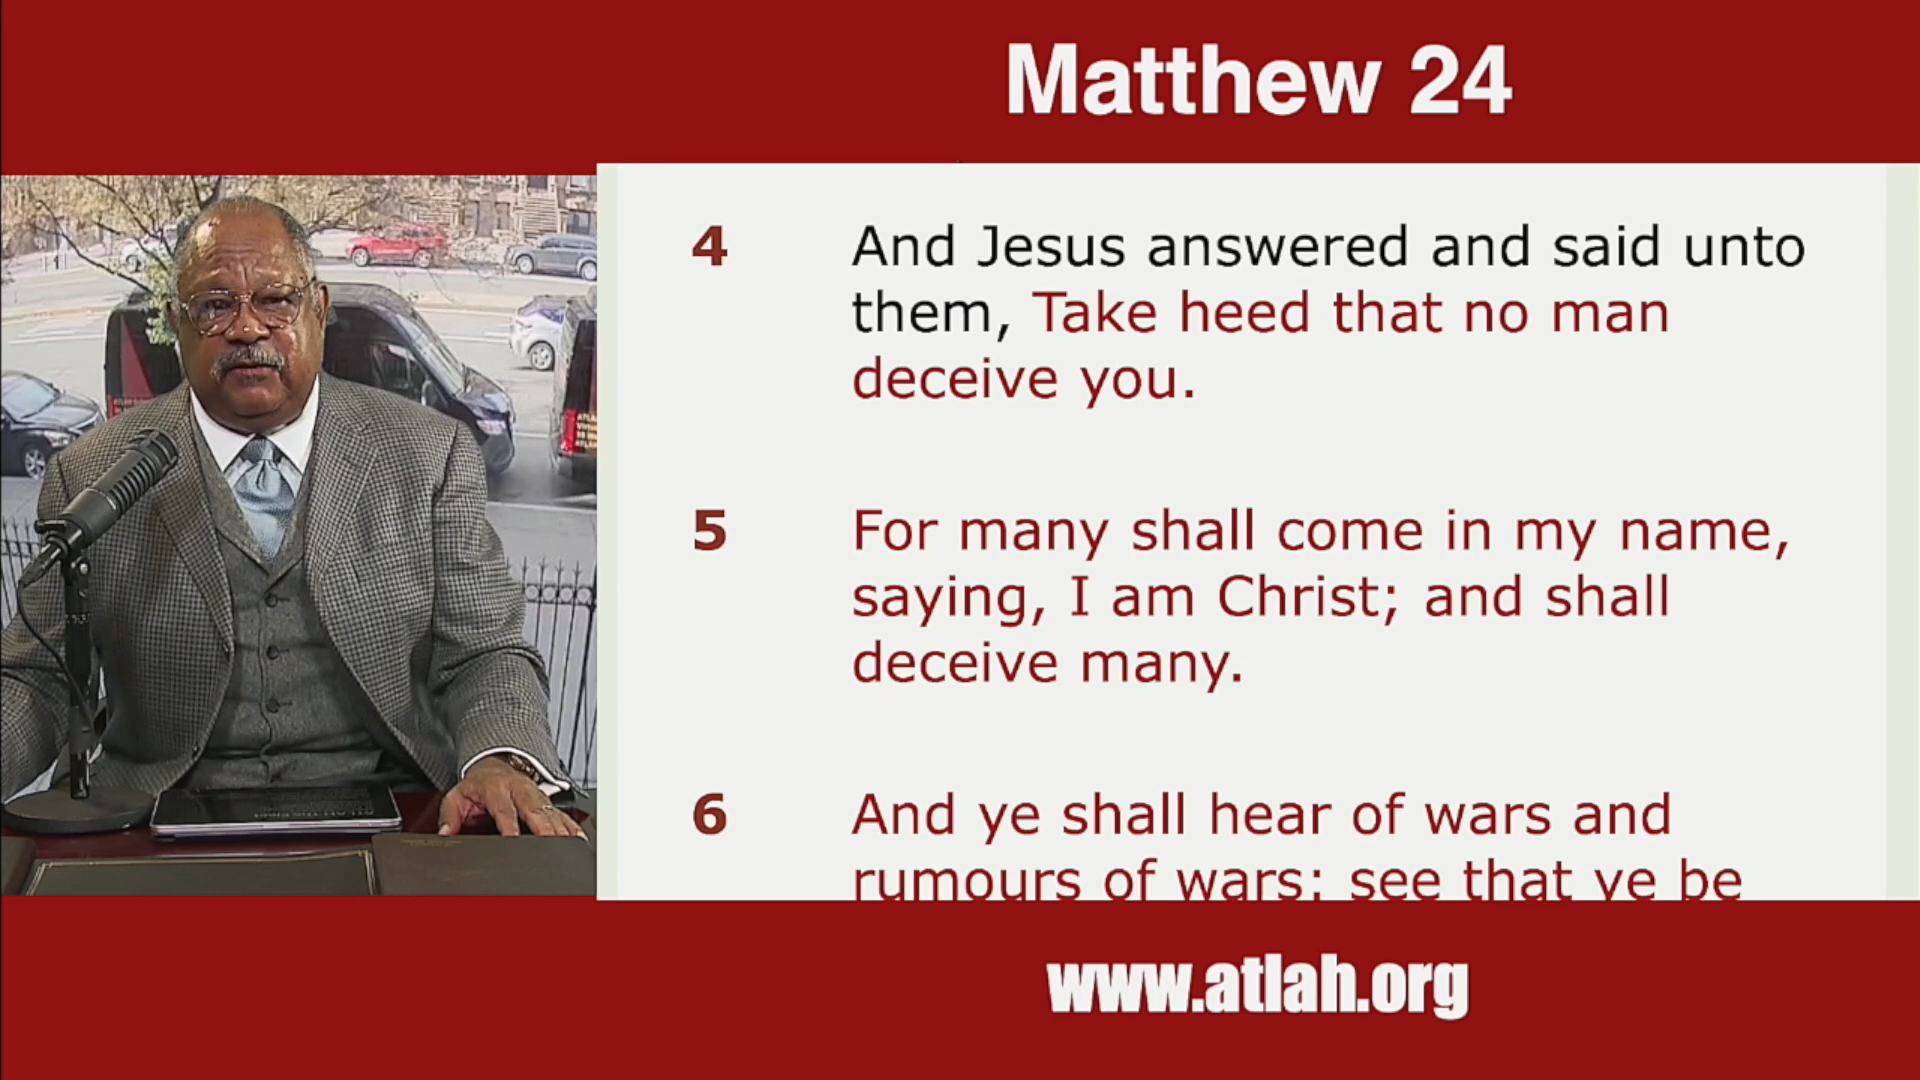 Matthew 24
4 And Jesus answered and said unto
them, Take heed that no man
deceive you.
5 For many shall come in my name,
saying, I am Christ; and shall
deceive many.
6 And ye shall hear of wars and
rumours of wars: see that ye be
www.atlah.org